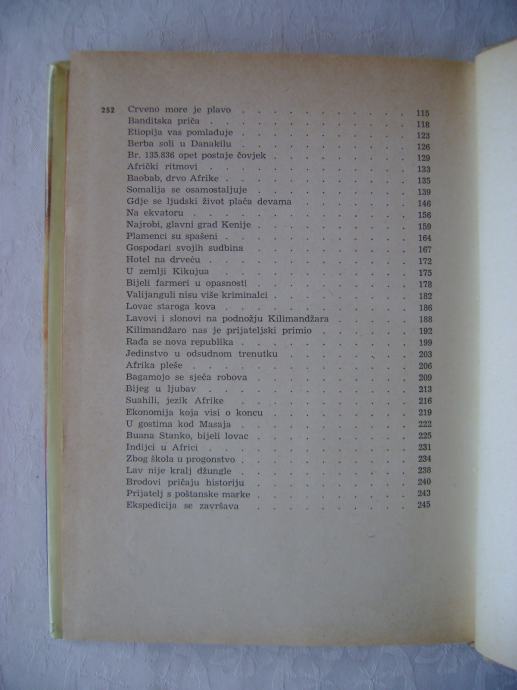 252 Crveno more je plavo . . . . . . . . . . 115
Banditska priča . . . . . . . . . . . 118
Etiopija vas pomlađuje . . . . . . . . . . 123
Berba soli u Danakilu . . . . . . . . . . 126
Br. 135.836 opet postaje čovjek . . . . . . . . 129
Afrički ritmovi . . . . . . . . . . . 133
Baobab, drvo Afrike . . . . . . . . . . 135
Somalija se osamostaljuje . . . . . . . . . 139
Gdje se ljudski život plaća devama . . . . . . . 146
Na ekvatoru . . . . . . . . . . . 156
Najrobi, glavni grad Kenije . . . . . . . . . 159
Plamenci su spašeni . . . . . . . . . . 164
Gospodari svojih sudbina . . . . . . . . . 167
Hotel na drveću . . . . . . . . . . . 172
U zemlji Kikujua . . . . . . . . . . 175
Bijeli farmeri u opasnosti . . . . . . . . . 178
Valijanguli nisu više kriminalci . . . . . . . . 182
Lovac staroga kova . . . . . . . . . . 186
Lavovi i slonovi na podnožju Kilimandžara . . . . . 188
Kilimandžaro nas je prijateljski primio . . . . . . 192
Rađa se nova republika . . . . . . . . . 199
Jedinstvo u odsudnom trenutku . . . . . . . . 203
Afrika pleše . . . . . . . . . . . 206
Bagamojo se sjeća robova . . . . . . . . . 209
Bijeg u ljubav . . . . . . . . . . . 213
Suahili, jezik Afrike . . . . . . . . . . 216
Ekonomija koja visi o koncu . . . . . . . . 219
U gostima kod Masaja . . . . . . . . . . 222
Buana Stanko, bijeli lovac . . . . . . . . . 225
Indijci u Africi . . . . . . . . . . . 231
Zbog škola u progonstvo . . . . . . . . . 234
Lav nije kralj džungle . . . . . . . . . . 238
Brodovi pričaju historiju . . . . . . . . . 240
Prijatelj s poštanske marke . . . . . . . . . 243
Ekspedicija se završava . . . . . . . . . 245